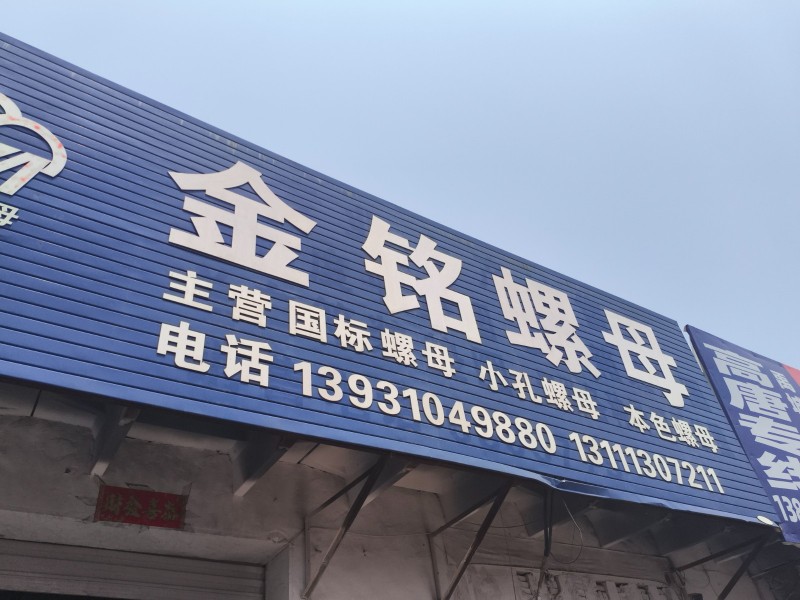 金铭螺母
主营国标螺母 小孔螺母 本色螺母
电话 13931049880 13111307211
高唐专线